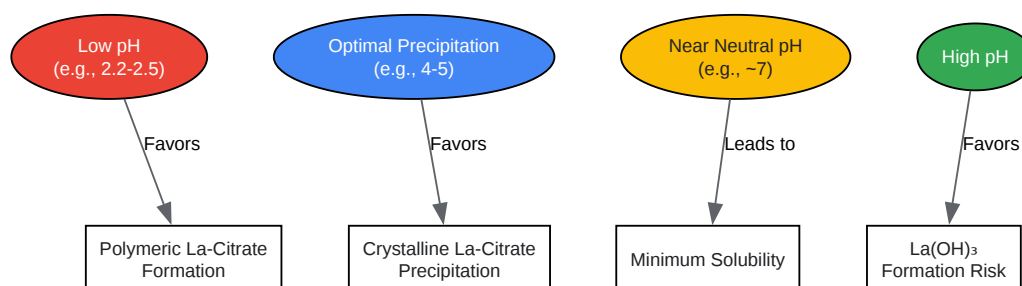 Low pH
(e.g., 2.2-2.5)
Optimal Precipitation
(e.g., 4-5)
Near Neutral pH
(e.g., ~7)
High pH
Favors
Favors
Leads to
Favors
Polymeric La-Citrate
Formation
Crystalline La-Citrate
Precipitation
Minimum Solubility
La(OH)₃
Formation Risk